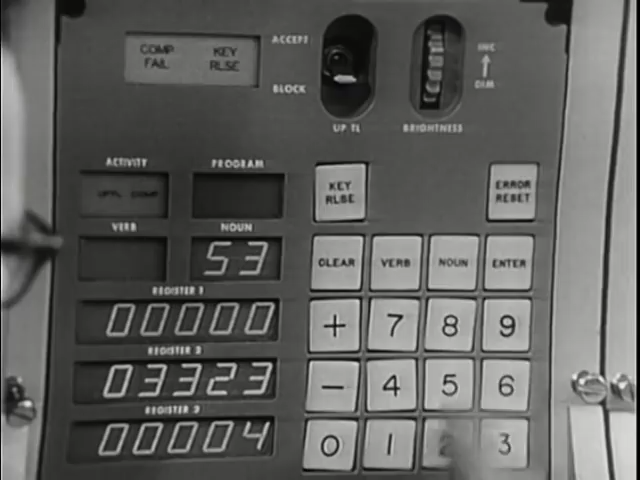 COMP KEY
FAIL RLSE
ACCEPT
BLOCK
UP TL
BRIGHTNESS
INC
DIM
ACTIVITY PROGRAM
UPTL COMP
KEY
RLSE
ERROR
RESET
VERB NOUN
53
CLEAR VERB NOUN ENTER
REGISTER 1
00000
+ 7 8 9
REGISTER 2
03323
- 4 5 6
REGISTER 3
00004
0 1 2 3